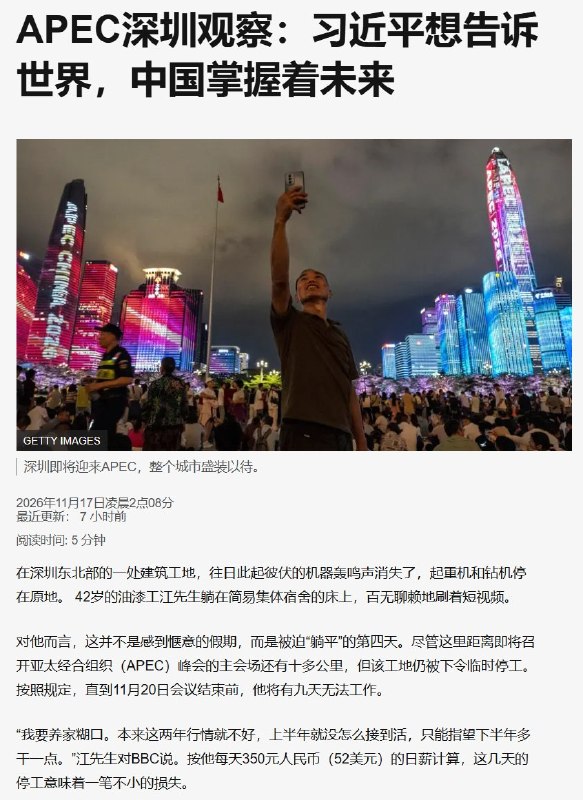 APEC深圳观察：习近平想告诉
世界，中国掌握着未来
APEC CHINA 2026
GETTY IMAGES
深圳即将迎来APEC，整个城市盛装以待。
2026年11月17日凌晨2点08分
最近更新： 7 小时前
阅读时间: 5 分钟
在深圳东北部的一处建筑工地，往日此起彼伏的机器轰鸣声消失了，起重机和钻机停
在原地。 42岁的油漆工江先生躺在简易集体宿舍的床上，百无聊赖地刷着短视频。
对他而言，这并不是感到惬意的假期，而是被迫“躺平”的第四天。尽管这里距离即将召
开亚太经合组织（APEC）峰会的主会场还有十多公里，但该工地仍被下令临时停工。
按照规定，直到11月20日会议结束前，他将有九天无法工作。
“我要养家糊口。本来这两年行情就不好，上半年就没怎么接到活，只能指望下半年多
干一点。”江先生对BBC说。按他每天350元人民币（52美元）的日薪计算，这几天的
停工意味着一笔不小的损失。